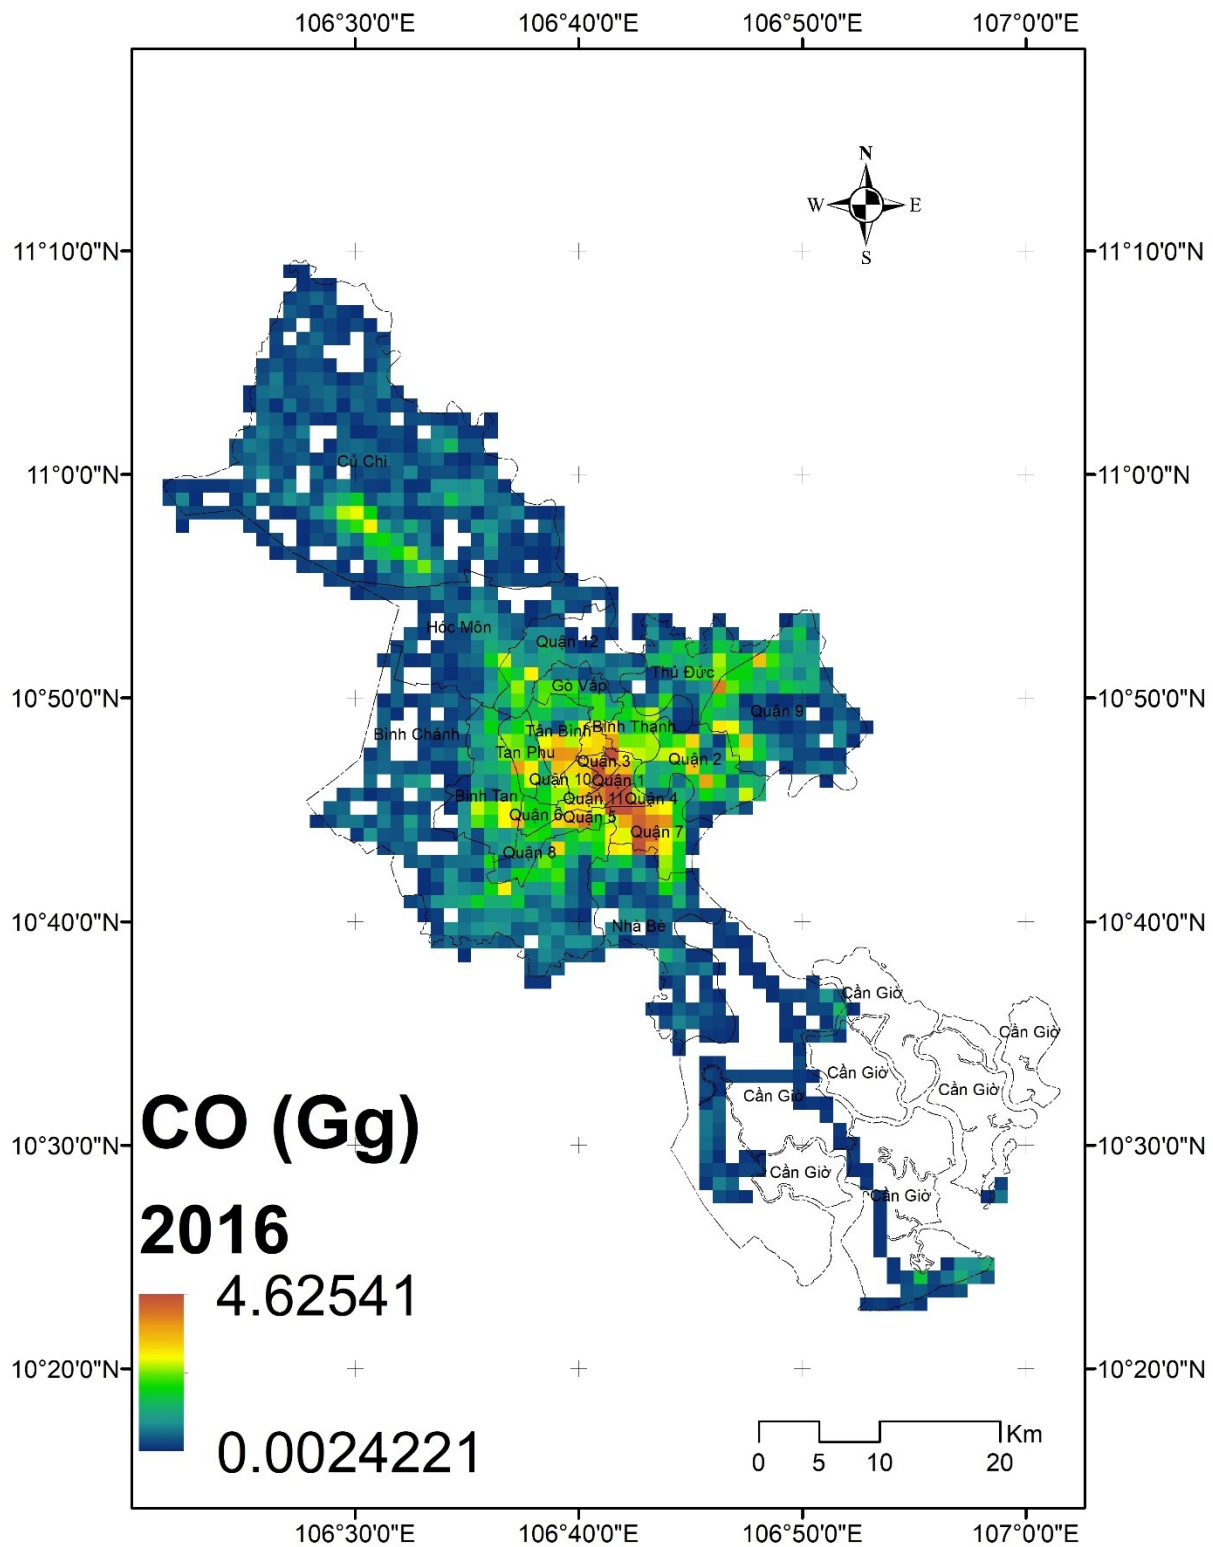 106°30'0"E 106°40'0"E 106°50'0"E 107°0'0"E
N
W E
S
11°10'0"N 11°10'0"N
Củ Chi
11°0'0"N 11°0'0"N
Hóc Môn
Quận 12
Thủ Đức
Gò Vấp
10°50'0"N 10°50'0"N
Quận 9
Bình Chánh
Tân Bình
Bình Thạnh
Tan Phu
Quận 3
Quận 2
Quận 10
Quận 1
Bình Tan
Quận 11
Quận 4
Quận 6
Quận 5
Quận 7
Quận 8
10°40'0"N 10°40'0"N
Nhà Bè
Cần Giờ
Cần Giờ
Cần Giờ
Cần Giờ
Cần Giờ
10°30'0"N 10°30'0"N
Cần Giờ
Cần Giờ
CO (Gg)
2016
4.62541
0.0024221
10°20'0"N 10°20'0"N
Km
0 5 10 20
106°30'0"E 106°40'0"E 106°50'0"E 107°0'0"E